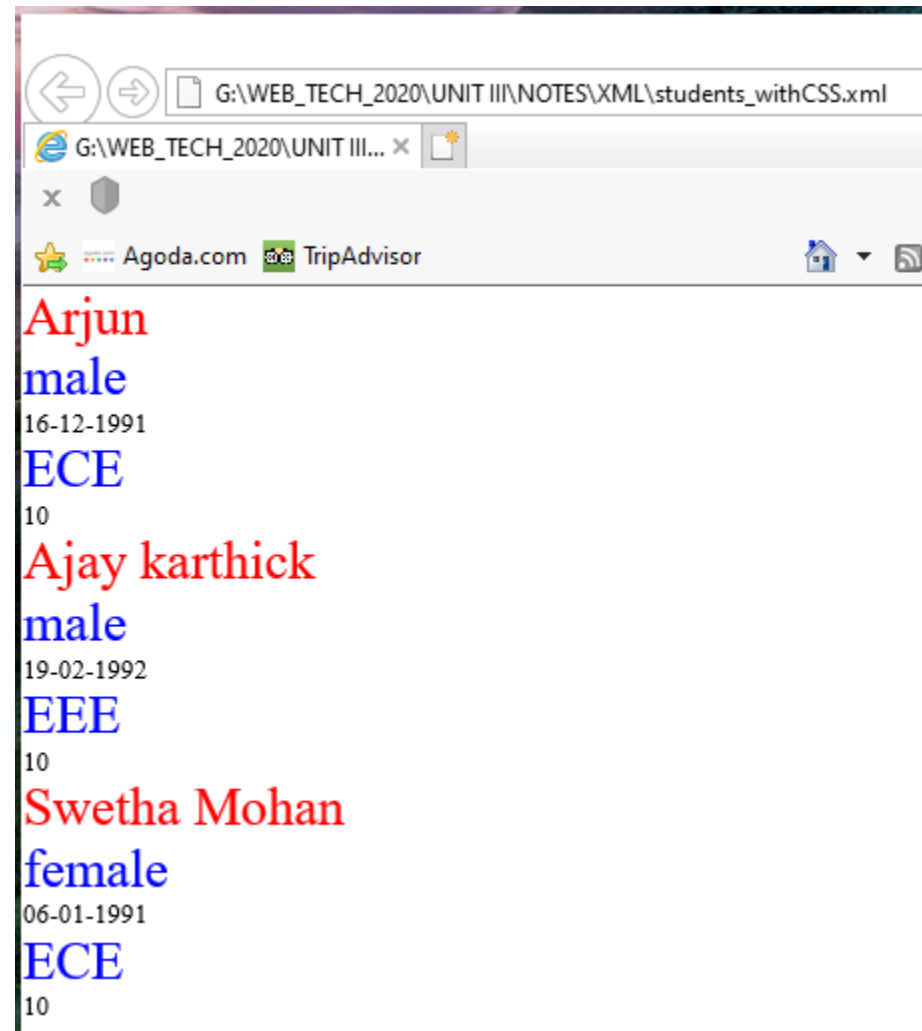 G:\WEB_TECH_2020\UNIT III\NOTES\XML\students_withCSS.xml
G:\WEB_TECH_2020\UNIT III...
Agoda.com TripAdvisor
Arjun
male
16-12-1991
ECE
10
Ajay karthick
male
19-02-1992
EEE
10
Swetha Mohan
female
06-01-1991
ECE
10